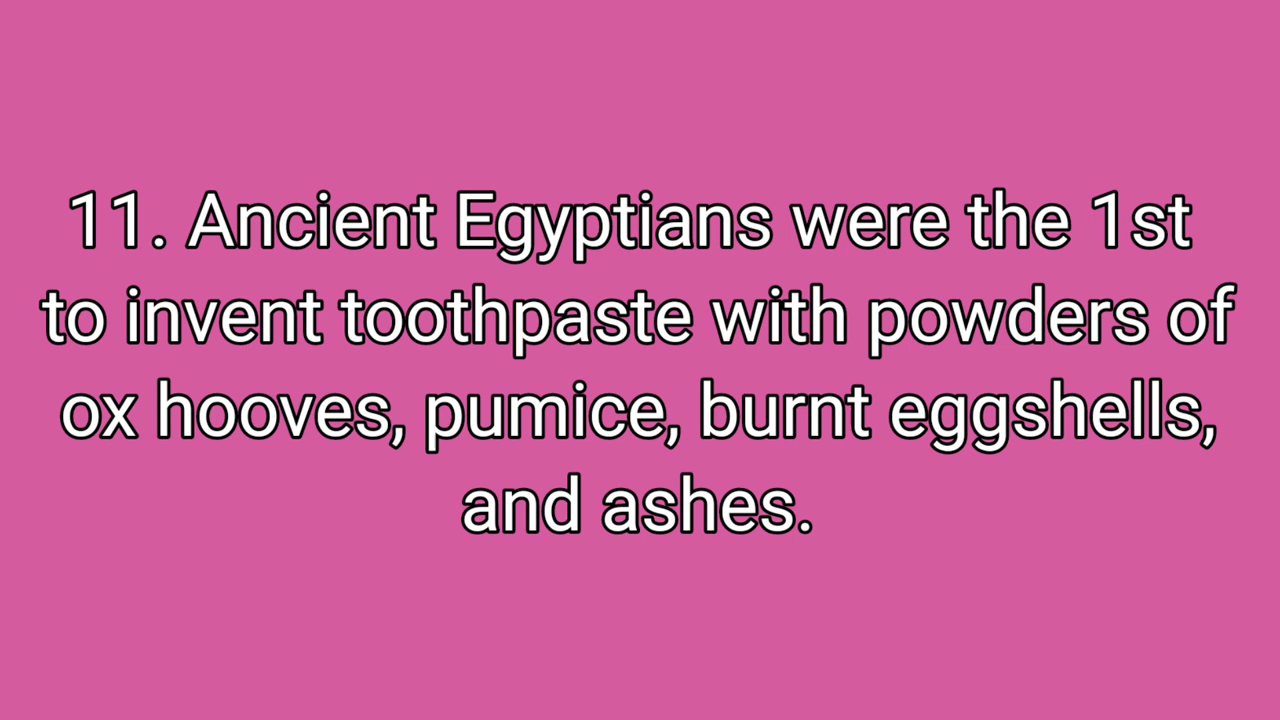 11. Ancient Egyptians were the 1st
to invent toothpaste with powders of
ox hooves, pumice, burnt eggshells,
and ashes.